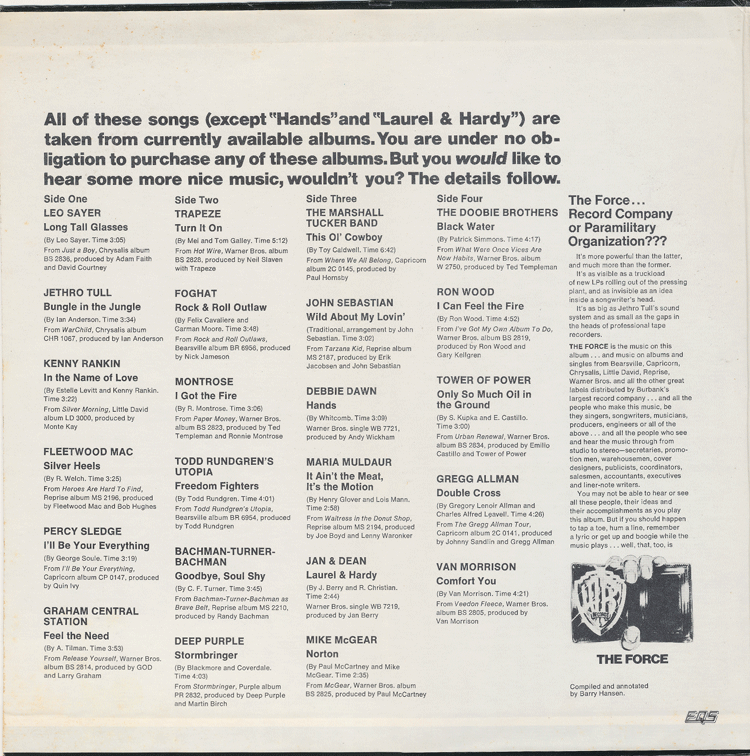 All of these songs (except "Hands" and "Laurel & Hardy") are
taken from currently available albums. You are under no ob-
ligation to purchase any of these albums. But you would like to
hear some more nice music, wouldn't you? The details follow.
Side One
LEO SAYER
Long Tall Glasses
(By Leo Sayer. Time 3:05)
From Just a Boy, Chrysalis album
BS 2836, produced by Adam Faith
and David Courtney
JETHRO TULL
Bungle in the Jungle
(By Ian Anderson. Time 3:34)
From WarChild, Chrysalis album
CHR 1067, produced by Ian Anderson
KENNY RANKIN
In the Name of Love
(By Estelle Levitt and Kenny Rankin.
Time 3:22)
From Silver Morning, Little David
album LD 3000, produced by
Monte Kay
FLEETWOOD MAC
Silver Heels
(By R. Welch. Time 3:25)
From Heroes Are Hard To Find,
Reprise album MS 2196, produced
by Fleetwood Mac and Bob Hughes
PERCY SLEDGE
I'll Be Your Everything
(By George Soule. Time 3:19)
From I'll Be Your Everything,
Capricorn album CP 0147, produced
by Quin Ivy
GRAHAM CENTRAL
STATION
Feel the Need
(By A. Tilman. Time 3:53)
From Release Yourself, Warner Bros.
album BS 2814, produced by GOD
and Larry Graham
Side Two
TRAPEZE
Turn It On
(By Mel and Tom Galley. Time 5:12)
From Hot Wire, Warner Bros. album
BS 2828, produced by Neil Slaven
with Trapeze
FOGHAT
Rock & Roll Outlaw
(By Felix Cavaliere and
Carman Moore. Time 3:48)
From Rock and Roll Outlaws,
Bearsville album BR 6956, produced
by Nick Jameson
MONTROSE
I Got the Fire
(By R. Montrose. Time 3:06)
From Paper Money, Warner Bros.
album BS 2823, produced by Ted
Templeman and Ronnie Montrose
TODD RUNDGREN'S
UTOPIA
Freedom Fighters
(By Todd Rundgren. Time 4:01)
From Todd Rundgren's Utopia,
Bearsville album BR 6954, produced
by Todd Rundgren
BACHMAN-TURNER-
BACHMAN
Goodbye, Soul Shy
(By C. F. Turner. Time 3:45)
From Bachman-Turner-Bachman as
Brave Belt, Reprise album MS 2210,
produced by Randy Bachman
DEEP PURPLE
Stormbringer
(By Blackmore and Coverdale.
Time 4:03)
From Stormbringer, Purple album
PR 2832, produced by Deep Purple
and Martin Birch
Side Three
THE MARSHALL
TUCKER BAND
This Ol' Cowboy
(By Toy Caldwell. Time 6:42)
From Where We All Belong, Capricorn
album 2C 0145, produced by
Paul Hornsby
JOHN SEBASTIAN
Wild About My Lovin'
(Traditional, arrangement by John
Sebastian. Time 3:02)
From Tarzana Kid, Reprise album
MS 2187, produced by Erik
Jacobsen and John Sebastian
DEBBIE DAWN
Hands
(By Whitcomb. Time 3:09)
Warner Bros. single WB 7721,
produced by Andy Wickham
MARIA MULDAUR
It Ain't the Meat,
It's the Motion
(By Henry Glover and Lois Mann.
Time 2:58)
From Waitress in the Donut Shop,
Reprise album MS 2194, produced
by Joe Boyd and Lenny Waronker
JAN & DEAN
Laurel & Hardy
(By J. Berry and R. Christian.
Time 2:44)
Warner Bros. single WB 7219,
produced by Jan Berry
MIKE McGEAR
Norton
(By Paul McCartney and Mike
McGear. Time 2:35)
From McGear, Warner Bros. album
BS 2825, produced by Paul McCartney
Side Four
THE DOOBIE BROTHERS
Black Water
(By Patrick Simmons. Time 4:17)
From What Were Once Vices Are
Now Habits, Warner Bros. album
W 2750, produced by Ted Templeman
RON WOOD
I Can Feel the Fire
(By Ron Wood. Time 4:52)
From I've Got My Own Album To Do,
Warner Bros. album BS 2819,
produced by Ron Wood and
Gary Kellgren
TOWER OF POWER
Only So Much Oil in
the Ground
(By S. Kupka and E. Castillo.
Time 3:00)
From Urban Renewal, Warner Bros.
album BS 2834, produced by Emilio
Castillo and Tower of Power
GREGG ALLMAN
Double Cross
(By Gregory Lenoir Allman and
Charles Alfred Leavell. Time 4:26)
From The Gregg Allman Tour,
Capricorn album 2C 0141, produced
by Johnny Sandlin and Gregg Allman
VAN MORRISON
Comfort You
(By Van Morrison. Time 4:21)
From Veedon Fleece, Warner Bros.
album BS 2805, produced by
Van Morrison
The Force...
Record Company
or Paramilitary
Organization???
It's more powerful than the latter,
and much more than the former.
It's as visible as a truckload
of new LPs rolling out of the pressing
plant, and as invisible as an idea
inside a songwriter's head.
It's as big as Jethro Tull's sound
system and as small as the gaps in
the heads of professional tape
recorders.
THE FORCE is the music on this
album... and music on albums and
singles from Bearsville, Capricorn,
Chrysalis, Little David, Reprise,
Warner Bros. and all the other great
labels distributed by Burbank's
largest record company... and all the
people who make this music, be
they singers, songwriters, musicians,
producers, engineers or all of the
above... and all the people who see
and hear the music through from
studio to stereo—secretaries, promo-
tion men, warehousemen, cover
designers, publicists, coordinators,
salesmen, accountants, executives
and liner-note writers.
You may not be able to hear or see
all these people, their ideas and
their accomplishments as you play
this album. But if you should happen
to tap a toe, hum a line, remember
a lyric or get up and boogie while the
music plays... well, that, too, is
WB
THE FORCE
Compiled and annotated
by Barry Hansen.